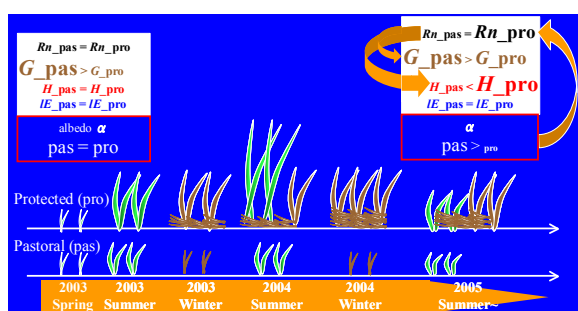 Rn_pas = Rn_pro
G_pas > G_pro
H_pas = H_pro
lE_pas = lE_pro
albedo α
pas = pro
Rn_pas = Rn_pro
G_pas > G_pro
H_pas < H_pro
lE_pas = lE_pro
α
pas > pro
Protected (pro)
Pastoral (pas)
2003 2003 2003 2004 2004 2005
Spring Summer Winter Summer Winter Summer~